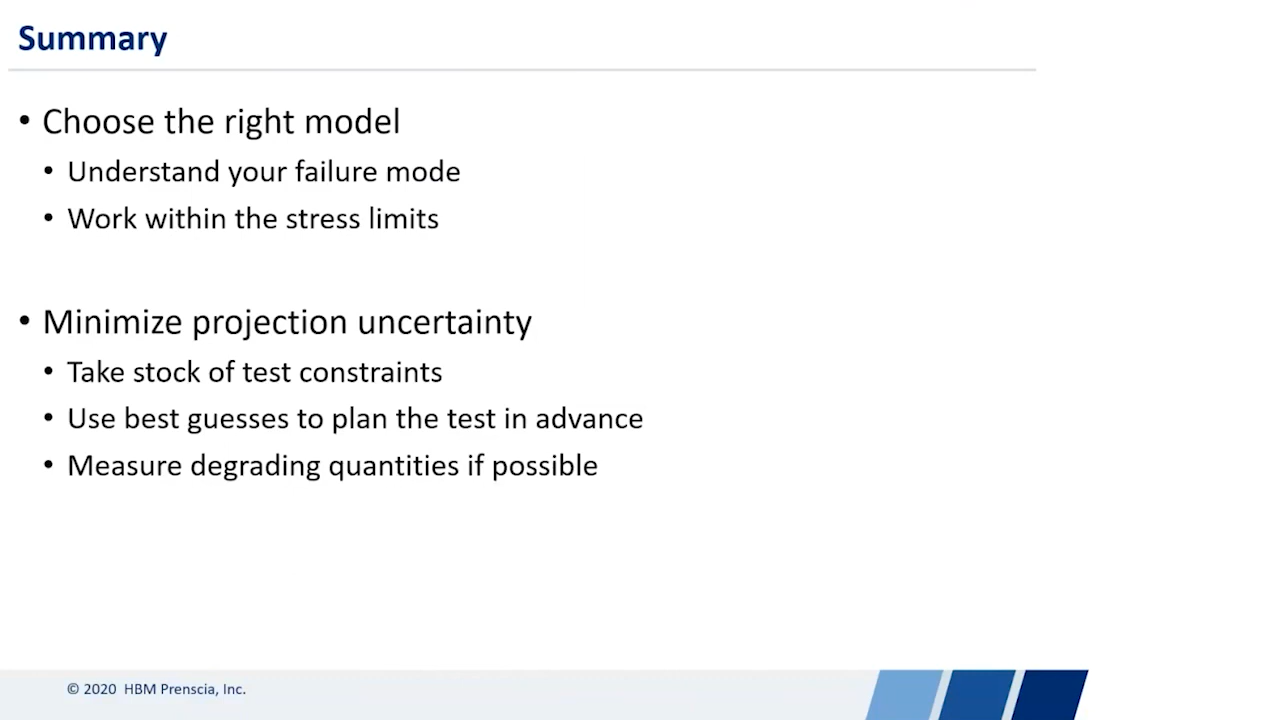 Summary
• Choose the right model
• Understand your failure mode
• Work within the stress limits
• Minimize projection uncertainty
• Take stock of test constraints
• Use best guesses to plan the test in advance
• Measure degrading quantities if possible
© 2020 HBM Prenscia, Inc.